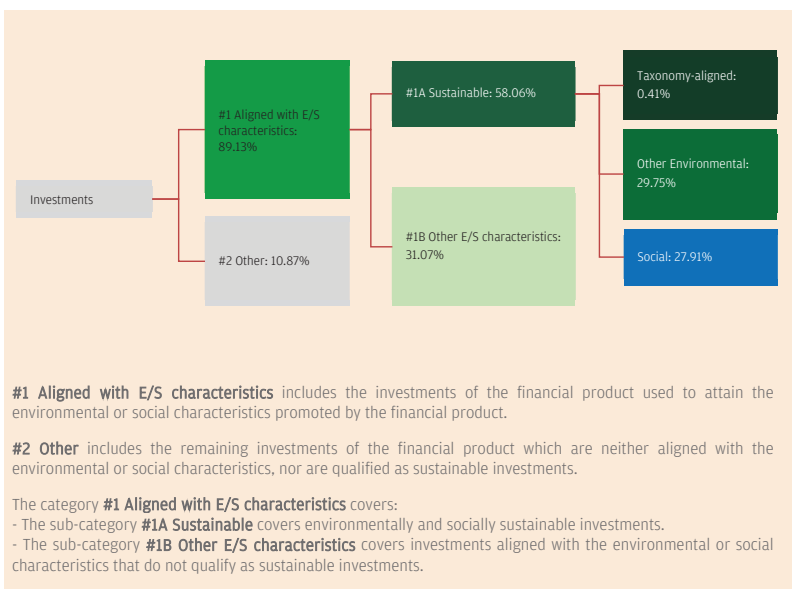 Investments
#1 Aligned with E/S
characteristics:
89.13%
#2 Other: 10.87%
#1A Sustainable: 58.06%
#1B Other E/S characteristics:
31.07%
Taxonomy-aligned:
0.41%
Other Environmental:
29.75%
Social: 27.91%
#1 Aligned with E/S characteristics includes the investments of the financial product used to attain the
environmental or social characteristics promoted by the financial product.
#2 Other includes the remaining investments of the financial product which are neither aligned with the
environmental or social characteristics, nor are qualified as sustainable investments.
The category #1 Aligned with E/S characteristics covers:
- The sub-category #1A Sustainable covers environmentally and socially sustainable investments.
- The sub-category #1B Other E/S characteristics covers investments aligned with the environmental or social
characteristics that do not qualify as sustainable investments.